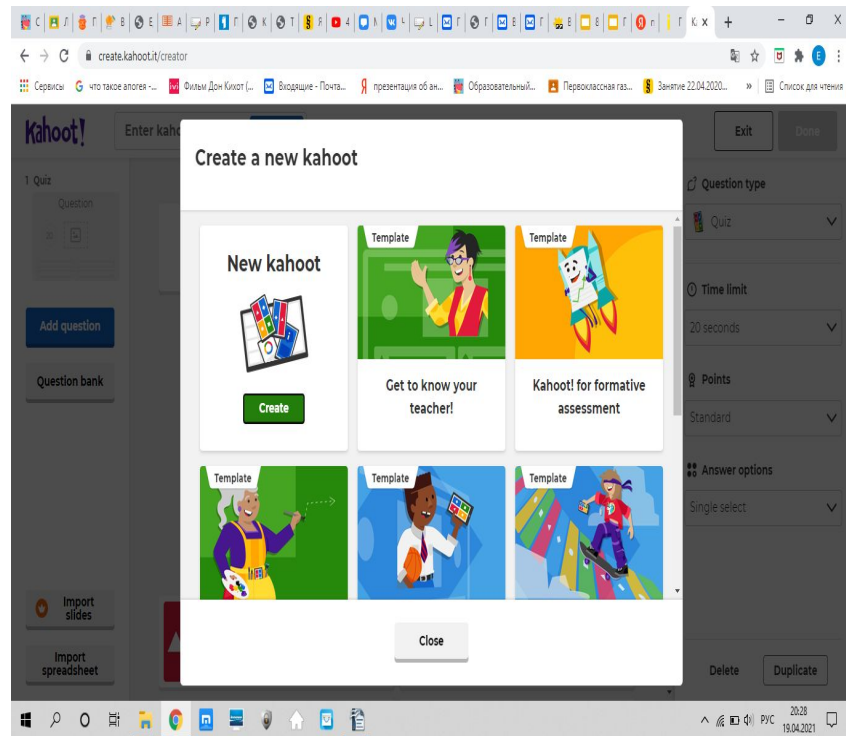 create.kahoot.it/creator
Сервисы
что такое апогея -...
Фильм Дон Кихот (...
Входящие - Почта...
презентация об ан...
Образовательный...
Первоклассная газ...
Занятие 22.04.2020...
»
Список для чтения
Kahoot!
Enter kaho
Exit
Done
Create a new kahoot
1 Quiz
Question
Add question
Question bank
Import slides
Import spreadsheet
New kahoot
Create
Template
Get to know your teacher!
Template
Kahoot! for formative assessment
Template
Template
Template
Close
Question type
Quiz
Time limit
20 seconds
Points
Standard
Answer options
Single select
Delete
Duplicate
РУС
20:28
19.04.2021